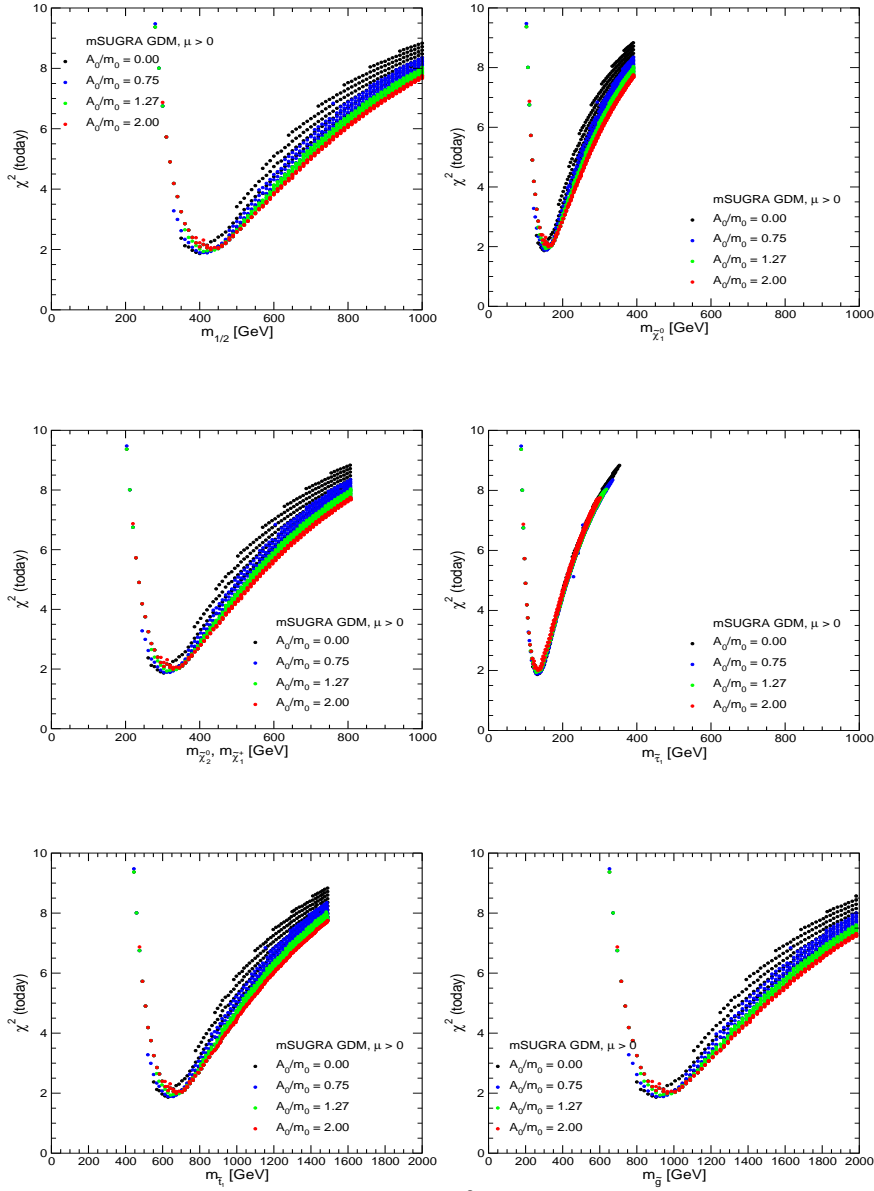 mSUGRA GDM, μ > 0
A₀/m₀ = 0.00
A₀/m₀ = 0.75
A₀/m₀ = 1.27
A₀/m₀ = 2.00
χ² (today)
10
8
6
4
2
0
0 200 400 600 800 1000
m₁/₂ [GeV]
mSUGRA GDM, μ > 0
A₀/m₀ = 0.00
A₀/m₀ = 0.75
A₀/m₀ = 1.27
A₀/m₀ = 2.00
χ² (today)
10
8
6
4
2
0
0 200 400 600 800 1000
m_χ̃₁⁰ [GeV]
mSUGRA GDM, μ > 0
A₀/m₀ = 0.00
A₀/m₀ = 0.75
A₀/m₀ = 1.27
A₀/m₀ = 2.00
χ² (today)
10
8
6
4
2
0
0 200 400 600 800 1000
m_χ̃₂⁰, m_χ̃₁⁺ [GeV]
mSUGRA GDM, μ > 0
A₀/m₀ = 0.00
A₀/m₀ = 0.75
A₀/m₀ = 1.27
A₀/m₀ = 2.00
χ² (today)
10
8
6
4
2
0
0 200 400 600 800 1000
m_τ̃₁ [GeV]
mSUGRA GDM, μ > 0
A₀/m₀ = 0.00
A₀/m₀ = 0.75
A₀/m₀ = 1.27
A₀/m₀ = 2.00
χ² (today)
10
8
6
4
2
0
0 200 400 600 800 1000 1200 1400 1600 1800 2000
m_t̃₁ [GeV]
mSUGRA GDM, μ > 0
A₀/m₀ = 0.00
A₀/m₀ = 0.75
A₀/m₀ = 1.27
A₀/m₀ = 2.00
χ² (today)
10
8
6
4
2
0
0 200 400 600 800 1000 1200 1400 1600 1800 2000
m_g̃ [GeV]